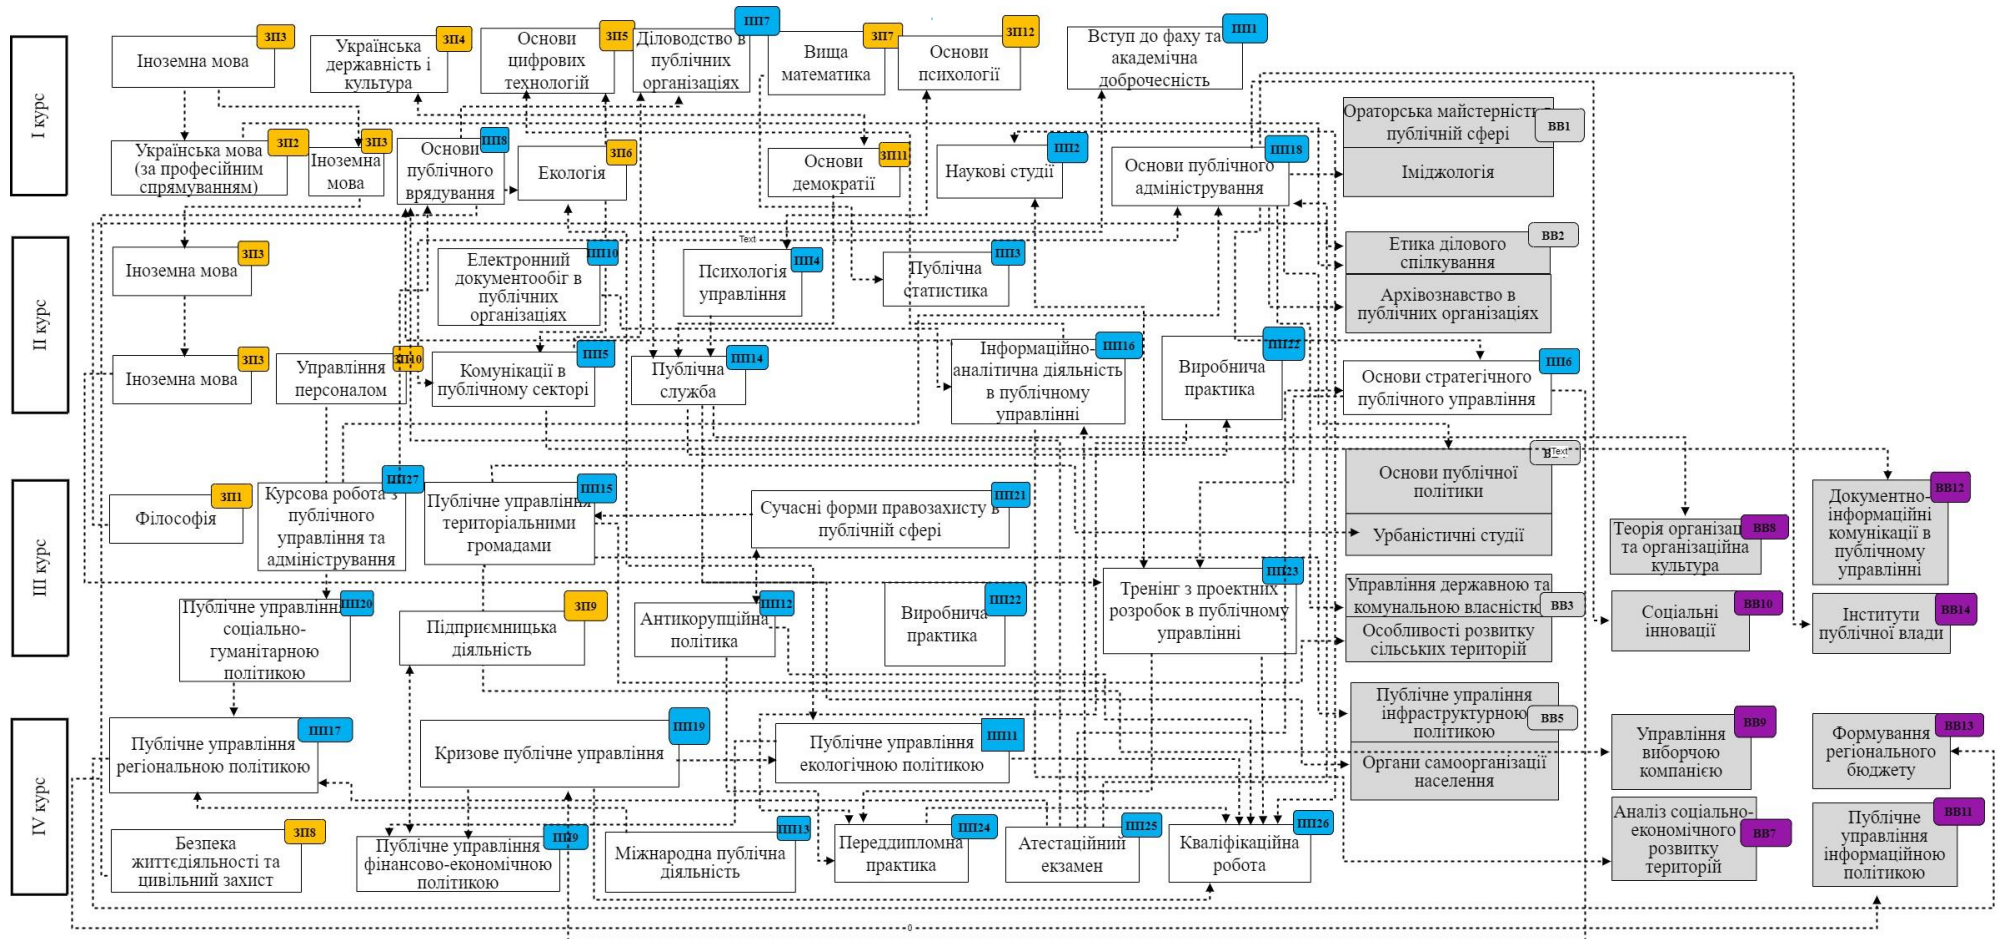 І курс
Іноземна мова
ЗП3
Українська
державність і
культура
ЗП4
Основи
цифрових
технологій
ЗП5
Діловодство в
публічних
організаціях
ПП7
Вища
математика
ЗП7
Основи
психології
ЗП12
Вступ до фаху та
академічна
доброчесність
ПП1
Українська мова
(за професійним
спрямуванням)
ЗП2
Іноземна
мова
ЗП3
Основи
публічного
врядування
ПП8
Екологія
ЗП6
Основи
демократії
ЗП11
Наукові студії
ПП2
Основи публічного
адміністрування
ПП18
Ораторська майстерність
публічній сфері
ВВ1
Іміджологія
ІІ курс
Іноземна мова
ЗП3
Електронний
документообіг в
публічних
організаціях
ПП10
Text
Психологія
управління
ПП4
Публічна
статистика
ПП3
Етика ділового
спілкування
ВВ2
Архівознавство в
публічних організаціях
Іноземна мова
ЗП3
Управління
персоналом
ЗП10
Комунікації в
публічному секторі
ПП5
Публічна
служба
ПП14
Інформаційно-
аналітична діяльність
в публічному
управлінні
ПП16
Виробнича
практика
ПП22
Основи стратегічного
публічного управління
ПП6
ІІІ курс
Філософія
ЗП1
Курсова робота з
публічного
управління та
адміністрування
ПП27
Публічне управління
територіальними
громадами
ПП15
Сучасні форми правозахисту в
публічній сфері
ПП21
Text
Основи публічної
політики
Урбаністичні студії
Теорія організац
та організаційна
культура
ВВ8
Документно-
інформаційні
комунікації в
публічному
управлінні
ВВ12
Публічне управління
соціально-
гуманітарною
політикою
ПП20
Підприємницька
діяльність
ЗП9
Антикорупційна
політика
ПП12
Виробнича
практика
ПП22
Тренінг з проектних
розробок в публічному
управлінні
ПП23
Управління державною та
комунальною власністю
ВВ3
Особливості розвитку
сільських територій
Соціальні
інновації
ВВ10
Інститути
публічної влади
ВВ14
IV курс
Публічне управління
регіональною політикою
ПП17
Кризове публічне управління
ПП19
Публічне управління
екологічної політикою
ПП11
Публічне упраління
інфраструктурною
політикою
ВВ5
Органи самоорганізації
населення
Управління
виборчою
компанією
ВВ9
Формування
регіонального
бюджету
ВВ13
Безпека
життєдіяльності та
цивільний захист
ЗП8
Публічне управління
фінансово-економічною
політикою
ПП9
Міжнародна публічна
діяльність
ПП13
Переддипломна
практика
ПП24
Атестаційний
екзамен
ПП25
Кваліфікаційна
робота
ПП26
Аналіз соціально-
економічного
розвитку
територій
ВВ7
Публічне
управління
інформаційною
політикою
ВВ11
0